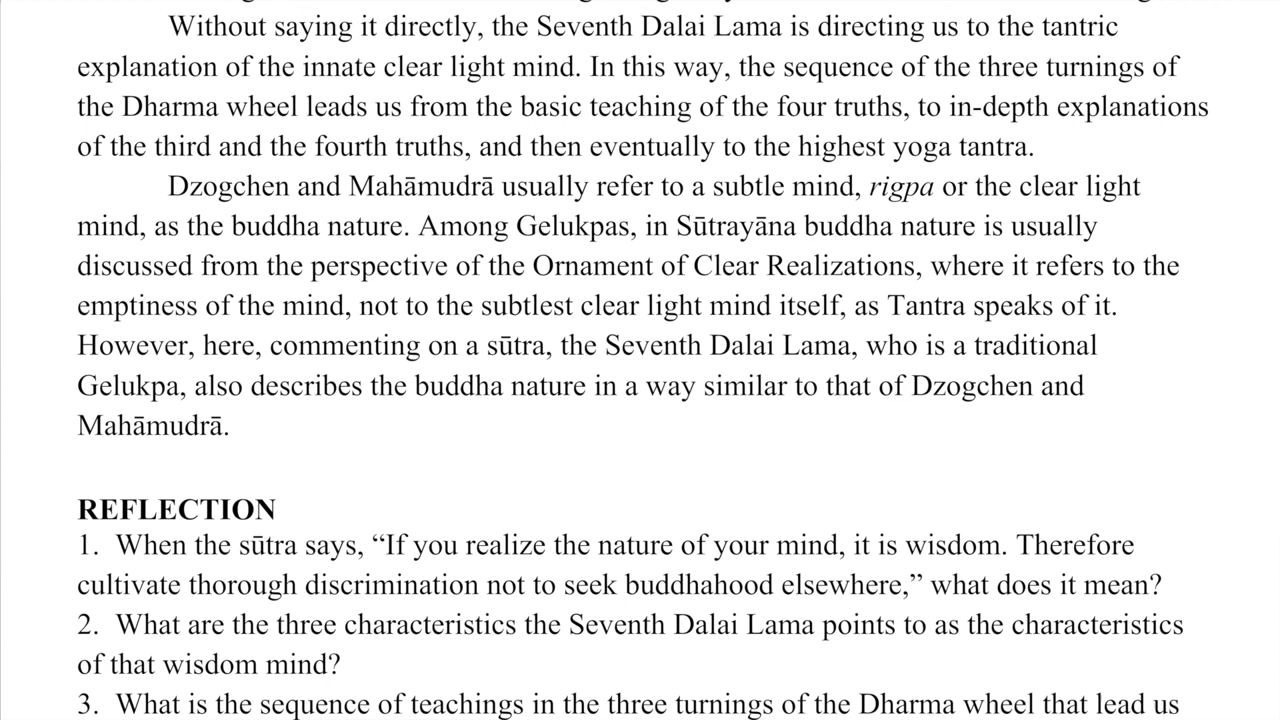 Without saying it directly, the Seventh Dalai Lama is directing us to the tantric
explanation of the innate clear light mind. In this way, the sequence of the three turnings of
the Dharma wheel leads us from the basic teaching of the four truths, to in-depth explanations
of the third and the fourth truths, and then eventually to the highest yoga tantra.
Dzogchen and Mahāmudrā usually refer to a subtle mind, rigpa or the clear light
mind, as the buddha nature. Among Gelukpas, in Sūtrayāna buddha nature is usually
discussed from the perspective of the Ornament of Clear Realizations, where it refers to the
emptiness of the mind, not to the subtlest clear light mind itself, as Tantra speaks of it.
However, here, commenting on a sūtra, the Seventh Dalai Lama, who is a traditional
Gelukpa, also describes the buddha nature in a way similar to that of Dzogchen and
Mahāmudrā.
REFLECTION
1. When the sūtra says, “If you realize the nature of your mind, it is wisdom. Therefore
cultivate thorough discrimination not to seek buddhahood elsewhere,” what does it mean?
2. What are the three characteristics the Seventh Dalai Lama points to as the characteristics
of that wisdom mind?
3. What is the sequence of teachings in the three turnings of the Dharma wheel that lead us